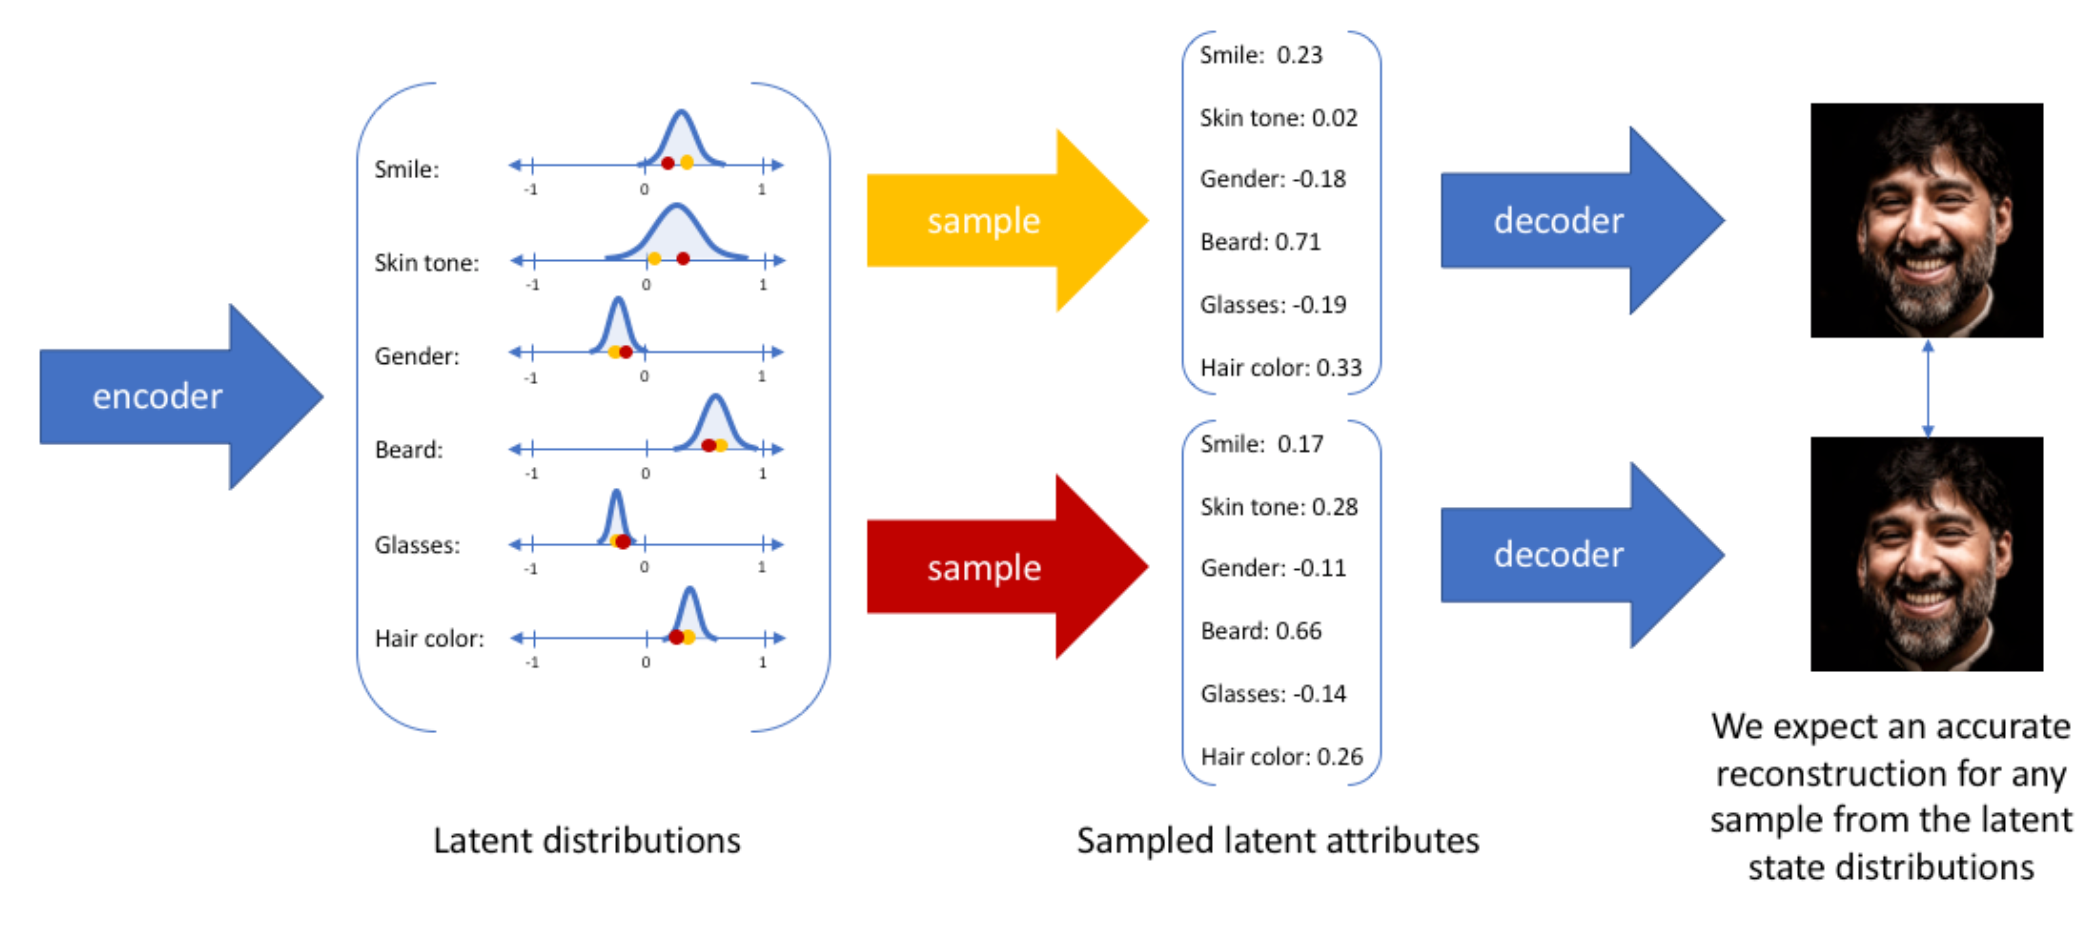 encoder
Smile:
-1 0 1
Skin tone:
-1 0 1
Gender:
-1 0 1
Beard:
-1 0 1
Glasses:
-1 0 1
Hair color:
-1 0 1
Latent distributions
sample
sample
Smile: 0.23
Skin tone: 0.02
Gender: -0.18
Beard: 0.71
Glasses: -0.19
Hair color: 0.33
Smile: 0.17
Skin tone: 0.28
Gender: -0.11
Beard: 0.66
Glasses: -0.14
Hair color: 0.26
Sampled latent attributes
decoder
decoder
We expect an accurate
reconstruction for any
sample from the latent
state distributions